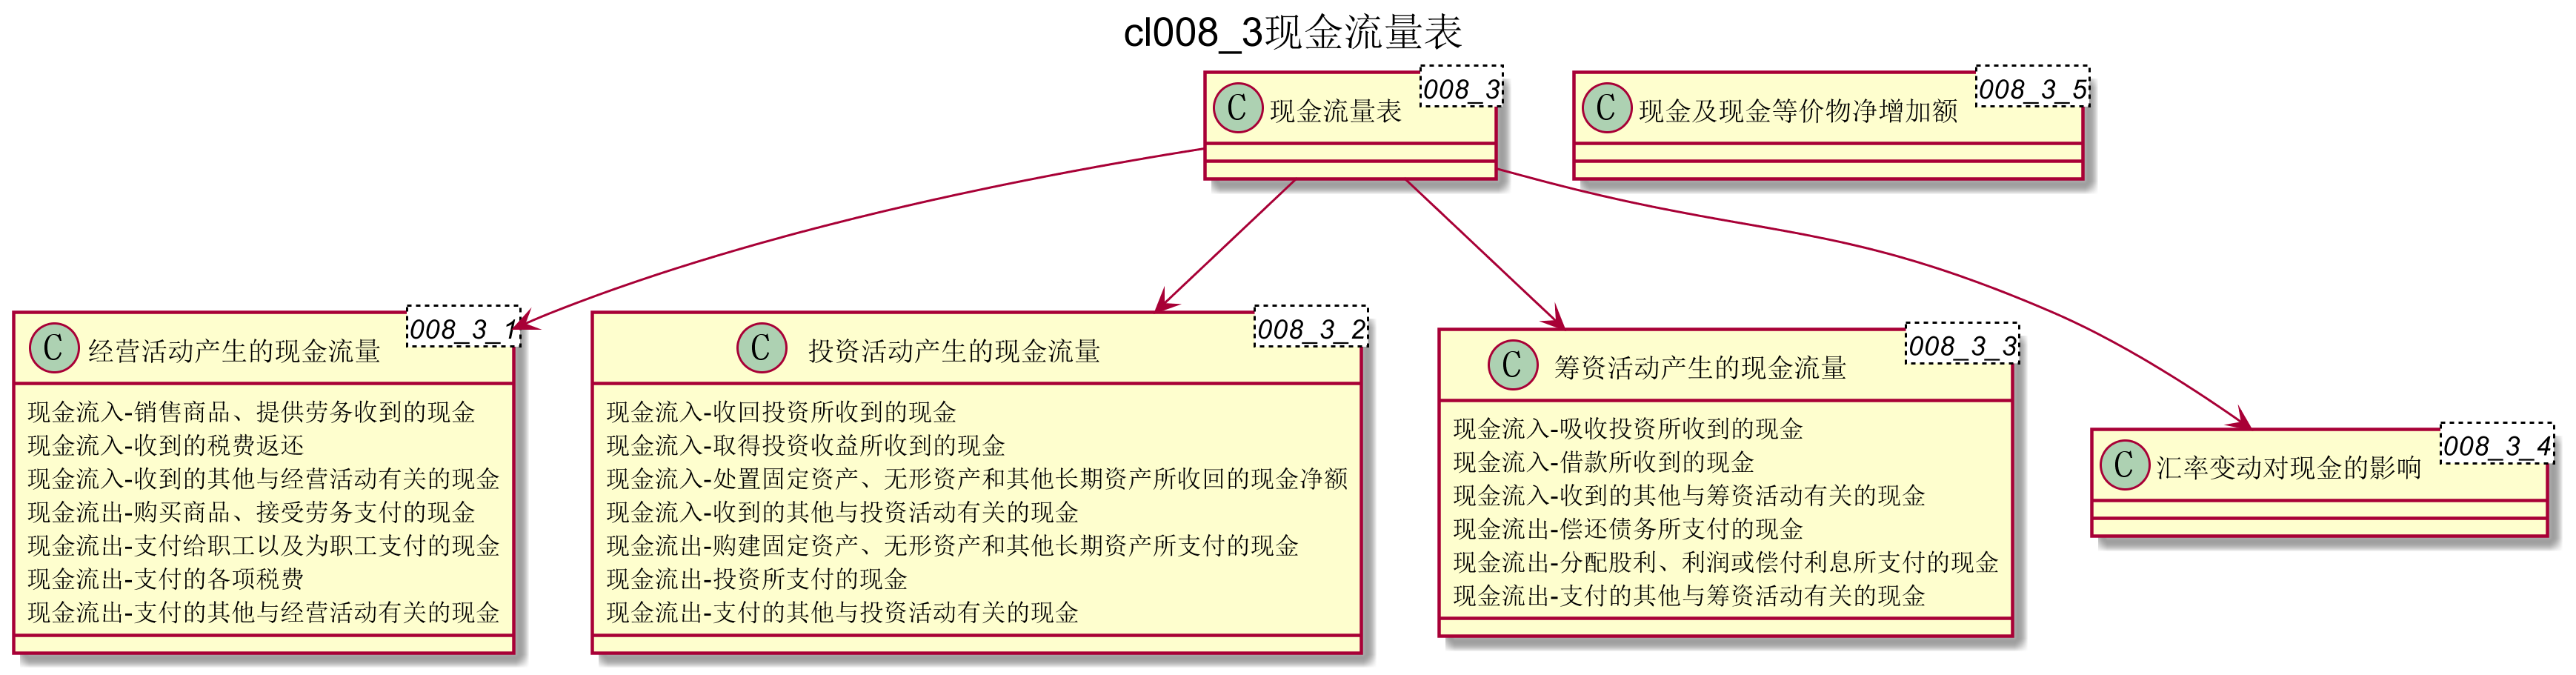 cl008_3现金流量表
008_3
C 现金流量表
008_3_5
C 现金及现金等价物净增加额
008_3_1
C 经营活动产生的现金流量
现金流入-销售商品、提供劳务收到的现金
现金流入-收到的税费返还
现金流入-收到的其他与经营活动有关的现金
现金流出-购买商品、接受劳务支付的现金
现金流出-支付给职工以及为职工支付的现金
现金流出-支付的各项税费
现金流出-支付的其他与经营活动有关的现金
008_3_2
C 投资活动产生的现金流量
现金流入-收回投资所收到的现金
现金流入-取得投资收益所收到的现金
现金流入-处置固定资产、无形资产和其他长期资产所收回的现金净额
现金流入-收到的其他与投资活动有关的现金
现金流出-购建固定资产、无形资产和其他长期资产所支付的现金
现金流出-投资所支付的现金
现金流出-支付的其他与投资活动有关的现金
008_3_3
C 筹资活动产生的现金流量
现金流入-吸收投资所收到的现金
现金流入-借款所收到的现金
现金流入-收到的其他与筹资活动有关的现金
现金流出-偿还债务所支付的现金
现金流出-分配股利、利润或偿付利息所支付的现金
现金流出-支付的其他与筹资活动有关的现金
008_3_4
C 汇率变动对现金的影响